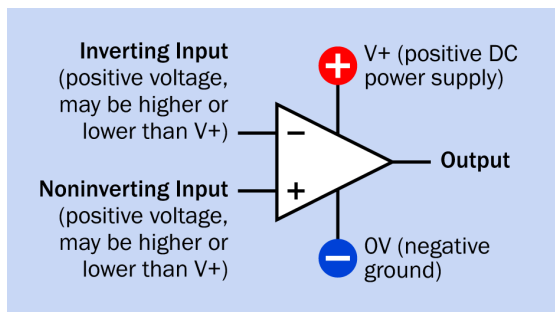 Inverting Input
(positive voltage,
may be higher or
lower than V+)
−
Noninverting Input
(positive voltage,
may be higher or
lower than V+)
+
+
V+ (positive DC
power supply)
Output
−
0V (negative
ground)